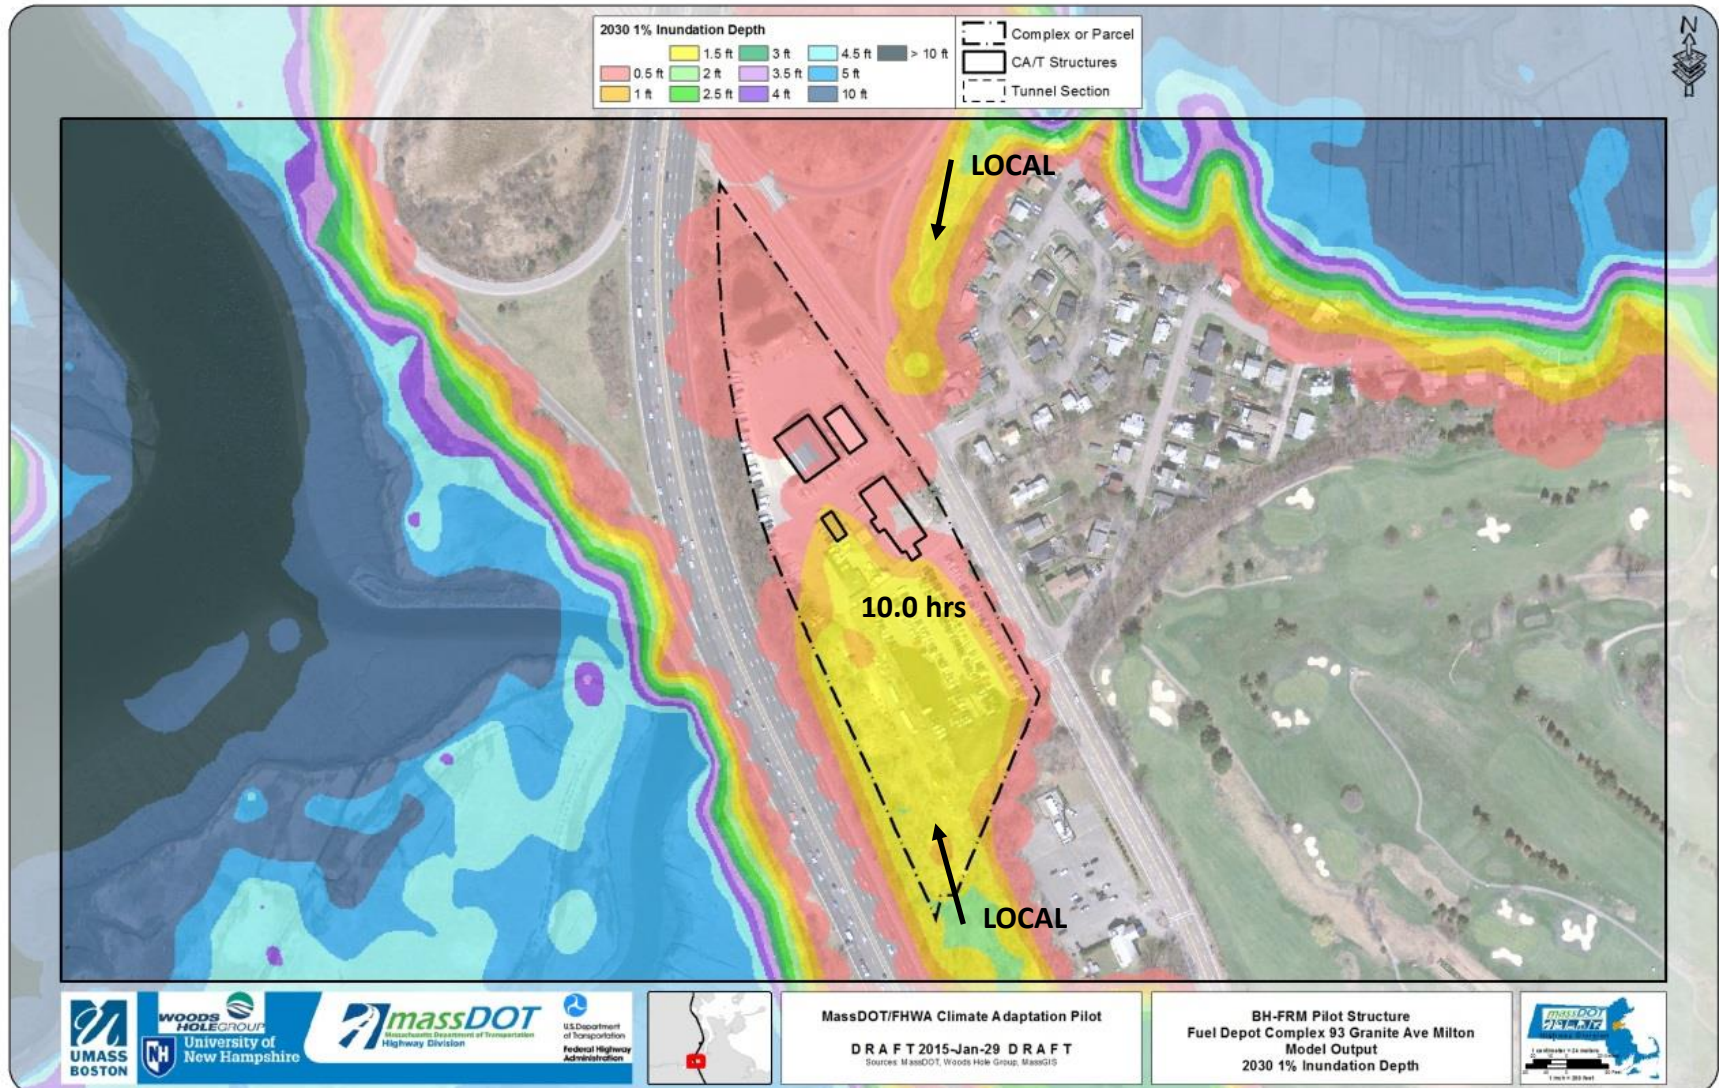 2030 1% Inundation Depth
1.5 ft 3 ft 4.5 ft > 10 ft
0.5 ft 2 ft 3.5 ft 5 ft
1 ft 2.5 ft 4 ft 10 ft
Complex or Parcel
CA/T Structures
Tunnel Section
N
LOCAL
10.0 hrs
LOCAL
UMASS
BOSTON
WOODS
HOLE GROUP
NH
University of
New Hampshire
massDOT
Massachusetts Department of Transportation
Highway Division
U.S. Department
of Transportation
Federal Highway
Administration
MassDOT/FHWA Climate Adaptation Pilot
D R A F T 2015-Jan-29 D R A F T
Sources: MassDOT, Woods Hole Group, MassGIS
BH-FRM Pilot Structure
Fuel Depot Complex 93 Granite Ave Milton
Model Output
2030 1% Inundation Depth
massDOT